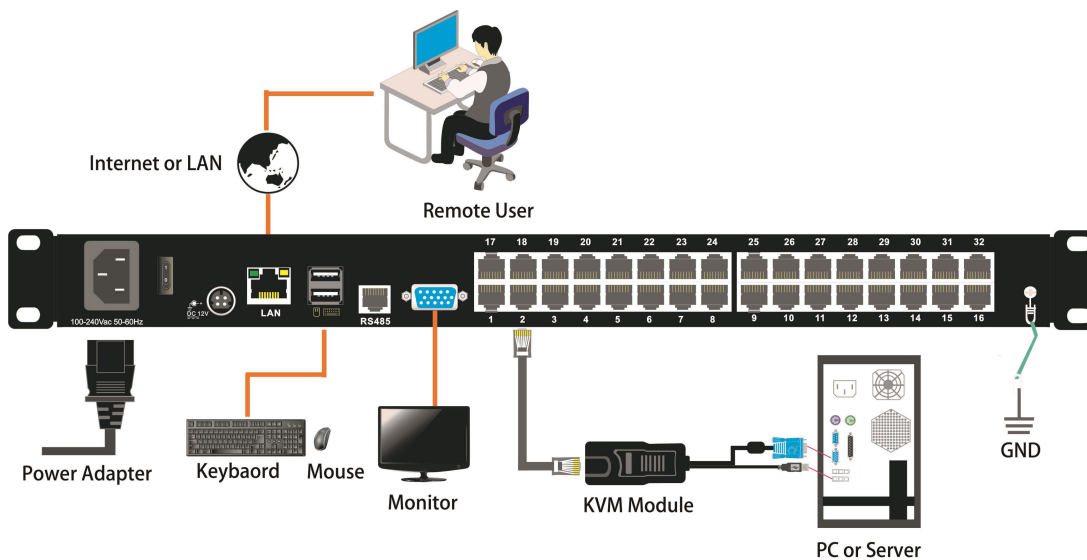 Internet or LAN
Remote User
17 18 19 20 21 22 23 24 25 26 27 28 29 30 31 32
DC 12V
100-240Vac 50-60Hz
LAN
RS485
1 2 3 4 5 6 7 8 9 10 11 12 13 14 15 16
Power Adapter
Keybaord
Mouse
Monitor
KVM Module
GND
PC or Server